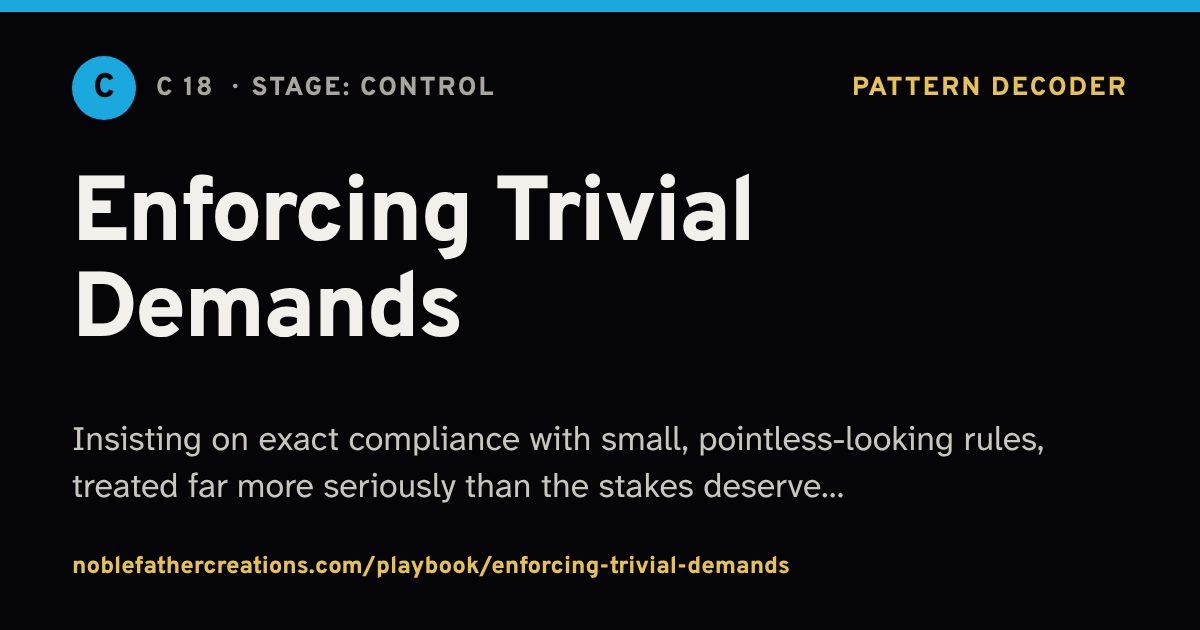 C
C 18 · STAGE: CONTROL
PATTERN DECODER
Enforcing Trivial
Demands
Insisting on exact compliance with small, pointless-looking rules,
treated far more seriously than the stakes deserve...
noblefathercreations.com/playbook/enforcing-trivial-demands